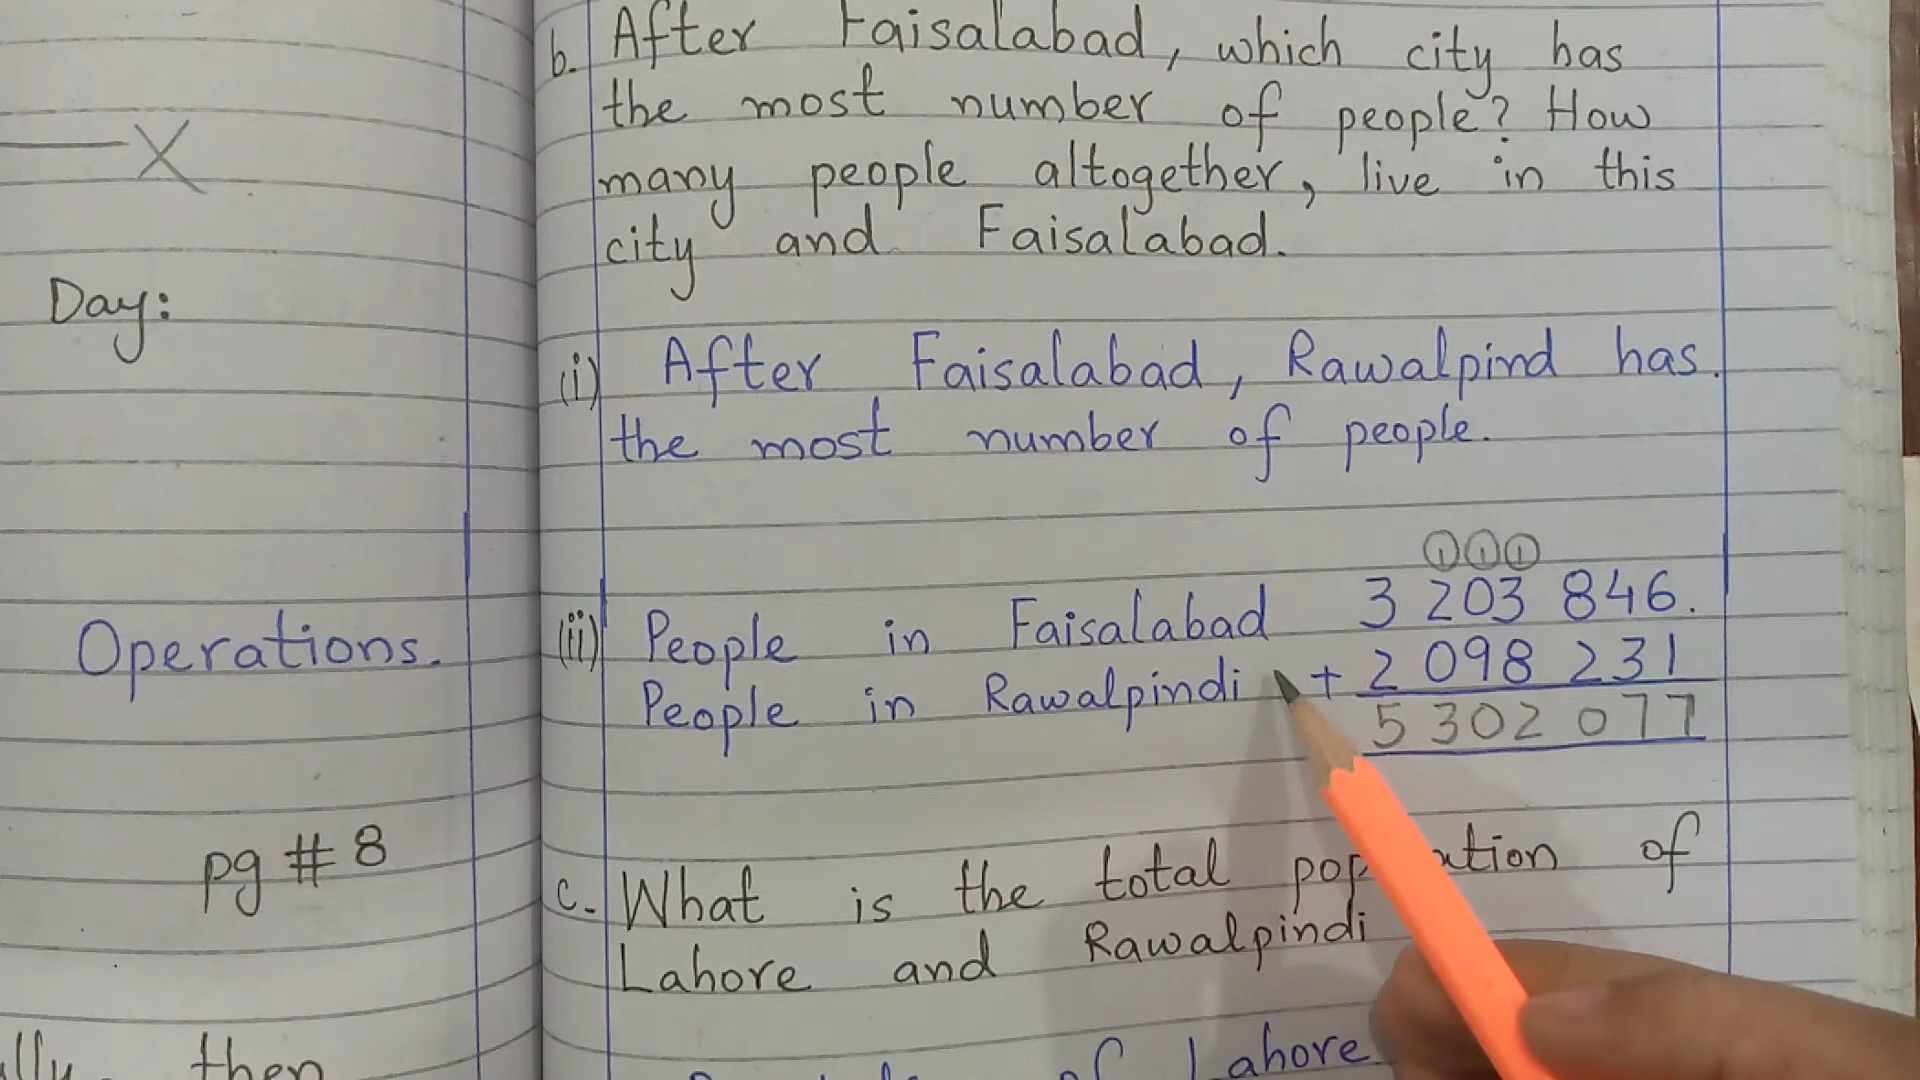 Day:
Operations.
pg # 8
then
b. After Faisalabad, which city has
the most number of people? How
many people altogether, live in this
city and Faisalabad.
(i) After Faisalabad, Rawalpind has.
the most number of people.
1 1 1
(ii) People in Faisalabad 3 203 846.
People in Rawalpindi + 2 098 231
5 302 077
c. What is the total of
Lahore and Rawalpindi
of Lahore